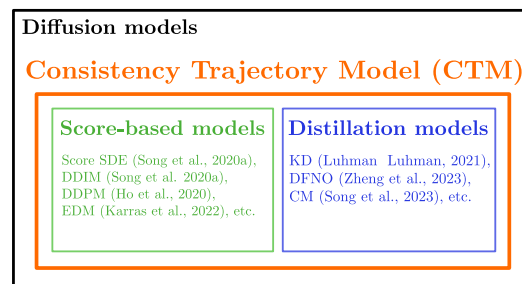 Diffusion models
Consistency Trajectory Model (CTM)
Score-based models
Score SDE (Song et al., 2020a),
DDIM (Song et al. 2020a),
DDPM (Ho et al., 2020),
EDM (Karras et al., 2022), etc.
Distillation models
KD (Luhman Luhman, 2021),
DFNO (Zheng et al., 2023),
CM (Song et al., 2023), etc.